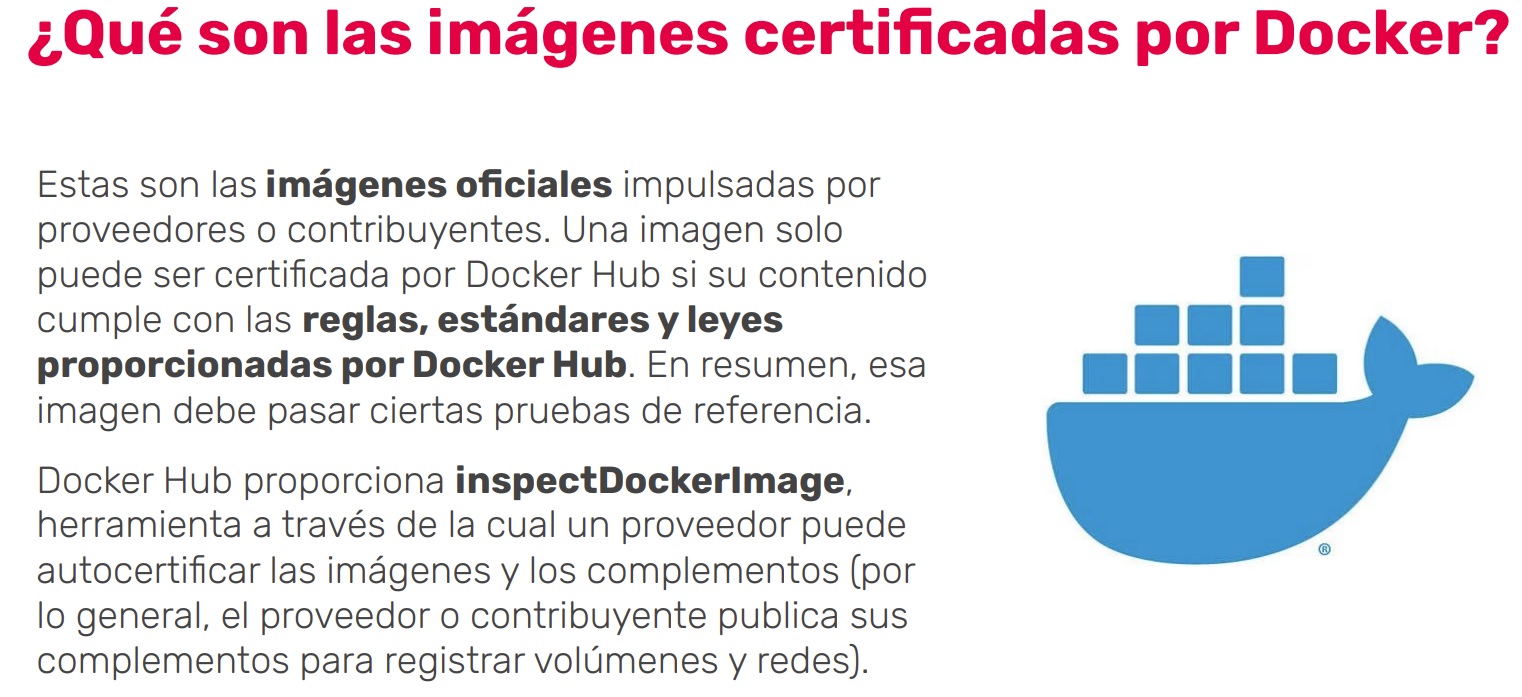 ¿Qué son las imágenes certificadas por Docker?
Estas son las imágenes oficiales impulsadas por
proveedores o contribuyentes. Una imagen solo
puede ser certificada por Docker Hub si su contenido
cumple con las reglas, estándares y leyes
proporcionadas por Docker Hub. En resumen, esa
imagen debe pasar ciertas pruebas de referencia.
Docker Hub proporciona inspectDockerImage,
herramienta a través de la cual un proveedor puede
autocertificar las imágenes y los complementos (por
lo general, el proveedor o contribuyente publica sus
complementos para registrar volúmenes y redes).
®